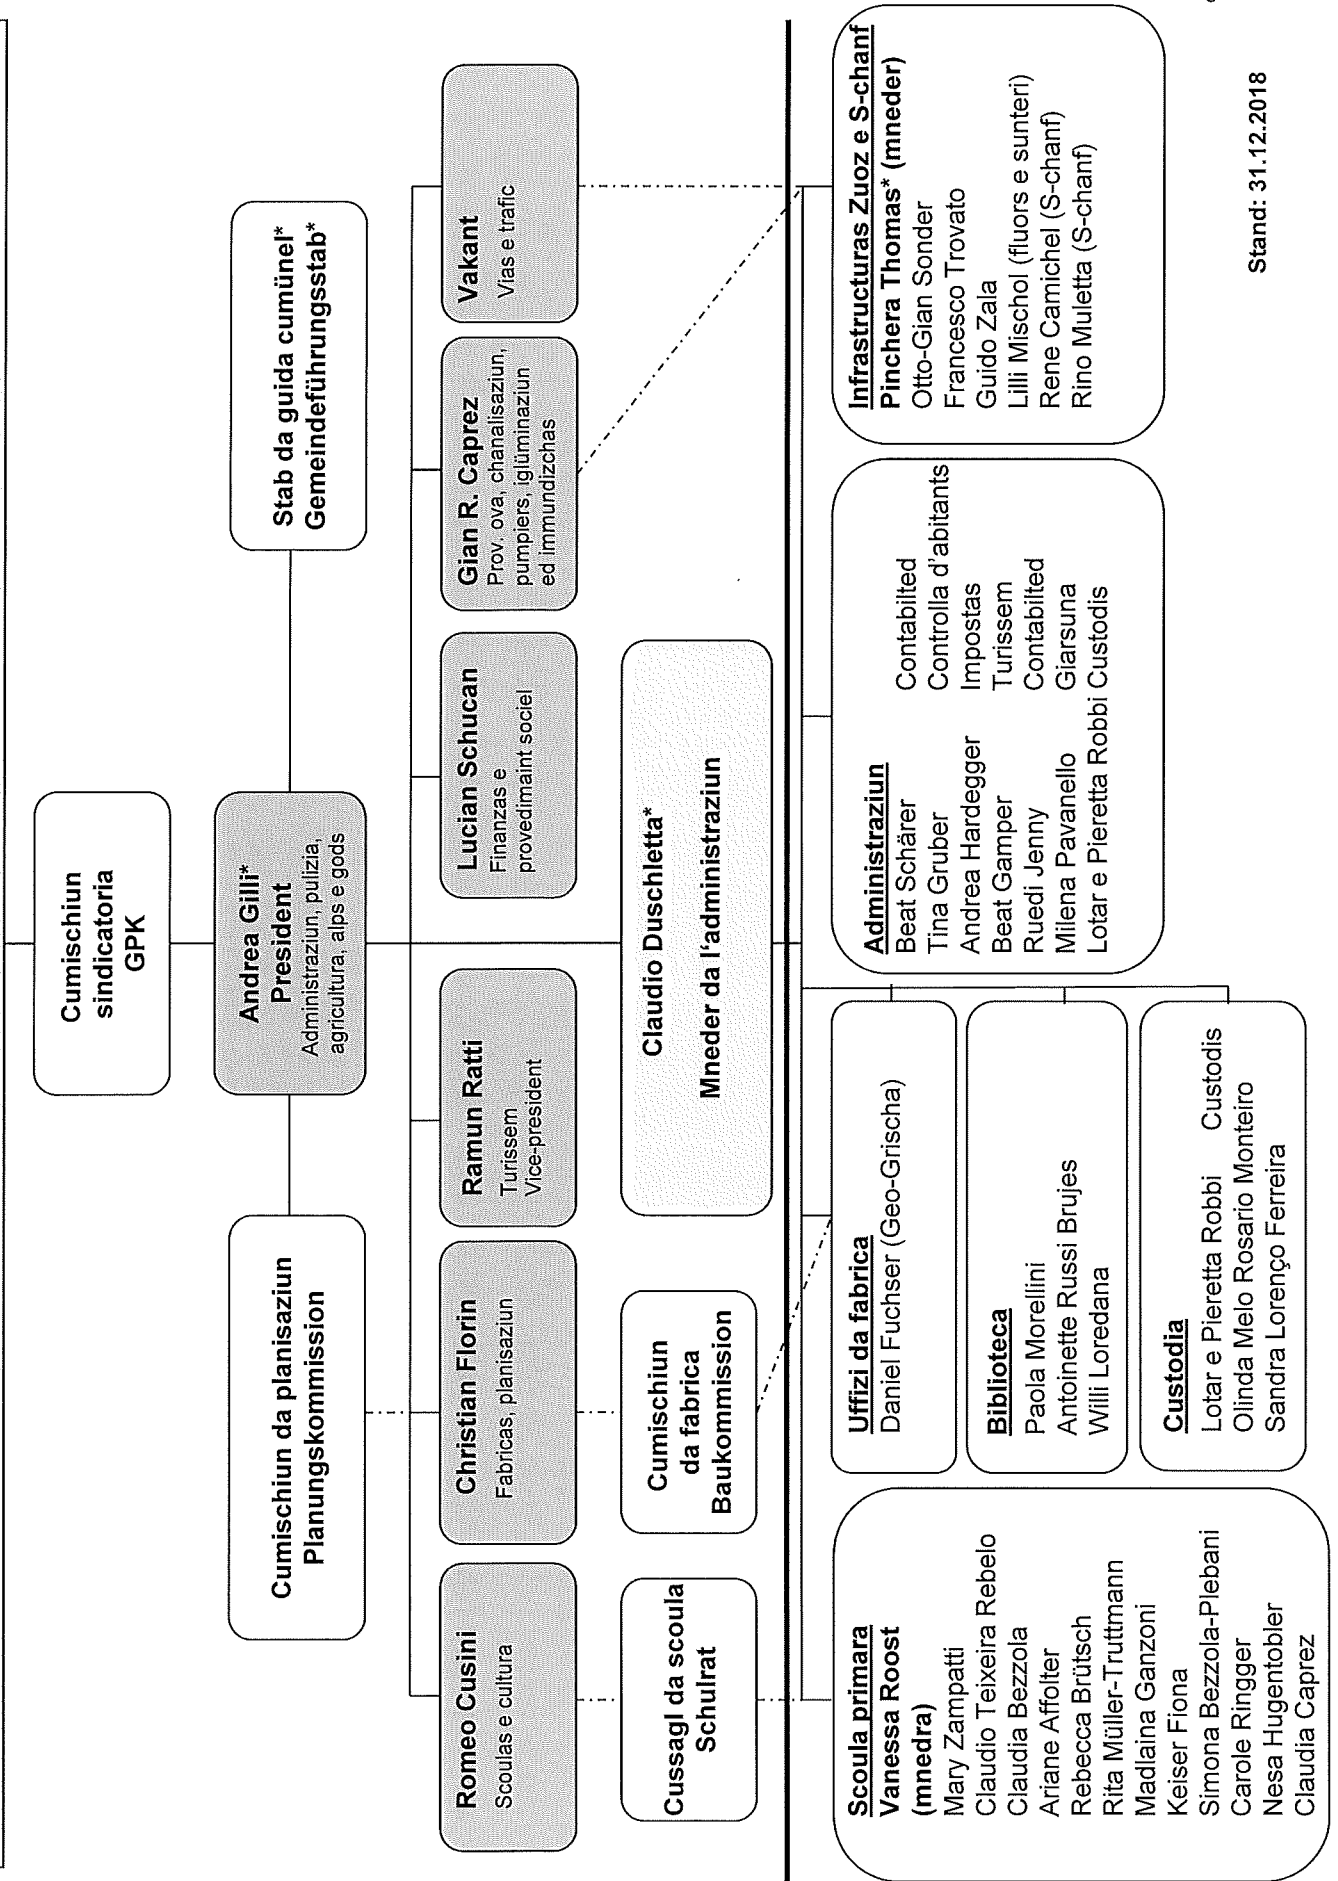 Cumischiun
sindicatoria
GPK
Andrea Gilli*
President
Administraziun, pulizia,
agricultura, alps e gods
Cumischiun da planisaziun
Planungskommission
Stab da guida cumünel*
Gemeindeführungsstab*
Romeo Cusini
Scoulas e cultura
Christian Florin
Fabricas, planisaziun
Ramun Ratti
Turissem
Vice-president
Lucian Schucan
Finanzas e
provedimaint sociel
Gian R. Caprez
Prov. ova, chanalisaziun,
pumpiers, iglüminaziun
ed immundizchas
Vakant
Vias e trafic
Cussagl da scoula
Schulrat
Cumischiun
da fabrica
Baukommission
Claudio Duschletta*
Mneder da l'administraziun
Scoula primara
Vanessa Roost
(mnedra)
Mary Zampatti
Claudio Teixeira Rebelo
Claudia Bezzola
Ariane Affolter
Rebecca Brütsch
Rita Müller-Truttmann
Madlaina Ganzoni
Keiser Fiona
Simona Bezzola-Plebani
Carole Ringger
Nesa Hugentobler
Claudia Caprez
Uffizi da fabrica
Daniel Fuchser (Geo-Grischa)
Biblioteca
Paola Morellini
Antoinette Russi Brujes
Willi Loredana
Custodia
Lotar e Pieretta Robbi Custodis
Olinda Melo Rosario Monteiro
Sandra Lorenço Ferreira
Administraziun
Beat Schärer Contabilted
Tina Gruber Controlla d'abitants
Andrea Hardegger Impostas
Beat Gamper Turissem
Ruedi Jenny Contabilted
Milena Pavanello Giarsuna
Lotar e Pieretta Robbi Custodis
Infrastructuras Zuoz e S-chanf
Pinchera Thomas* (mneder)
Otto-Gian Sonder
Francesco Trovato
Guido Zala
Lilli Mischol (fluors e sunteri)
Rene Camichel (S-chanf)
Rino Muletta (S-chanf)
Stand: 31.12.2018